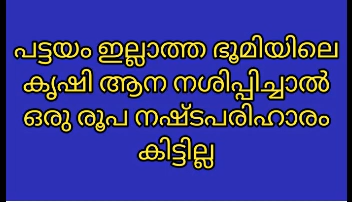 പട്ടയം ഇല്ലാത്ത ഭൂമിയിലെ
കൃഷി ആന നശിപ്പിച്ചാൽ
ഒരു രൂപ നഷ്ടപരിഹാരം
കിട്ടില്ല